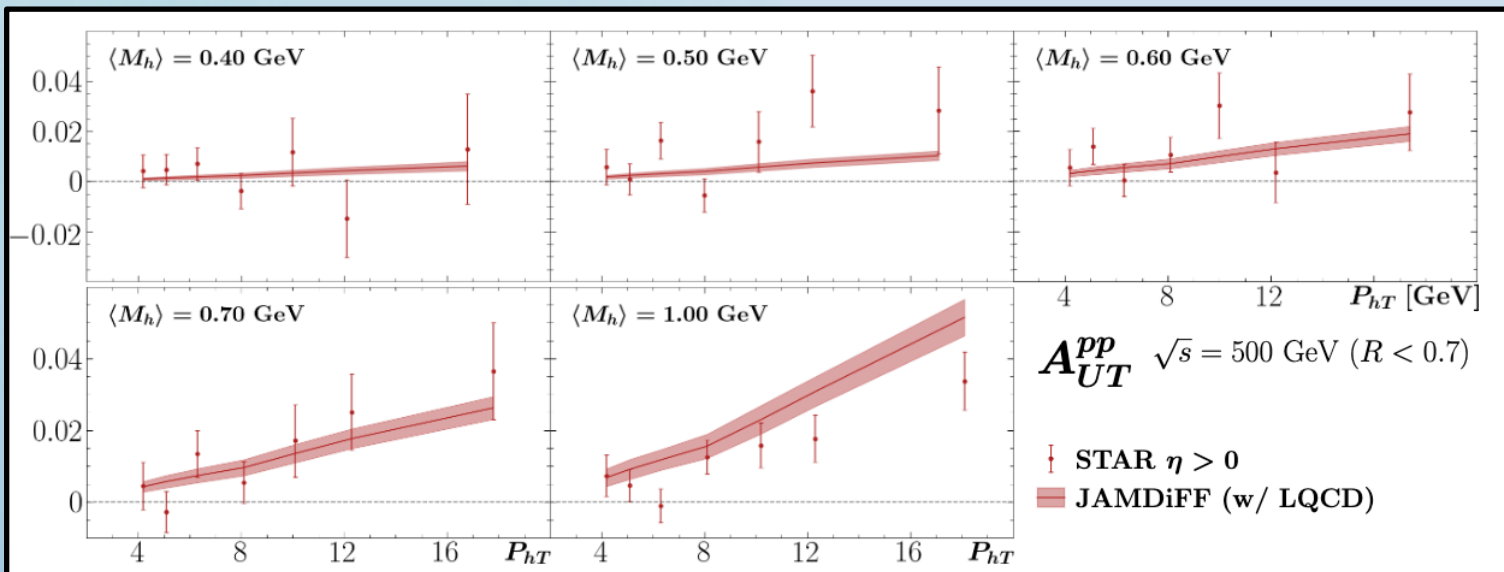 ⟨M_h⟩ = 0.40 GeV
⟨M_h⟩ = 0.50 GeV
⟨M_h⟩ = 0.60 GeV
0.04
0.02
0
−0.02
4 8 12 P_hT [GeV]
⟨M_h⟩ = 0.70 GeV
⟨M_h⟩ = 1.00 GeV
0.04
0.02
0
4 8 12 16 P_hT
4 8 12 16 P_hT
A_UT^pp √s = 500 GeV (R < 0.7)
STAR η > 0
JAMDiFF (w/ LQCD)